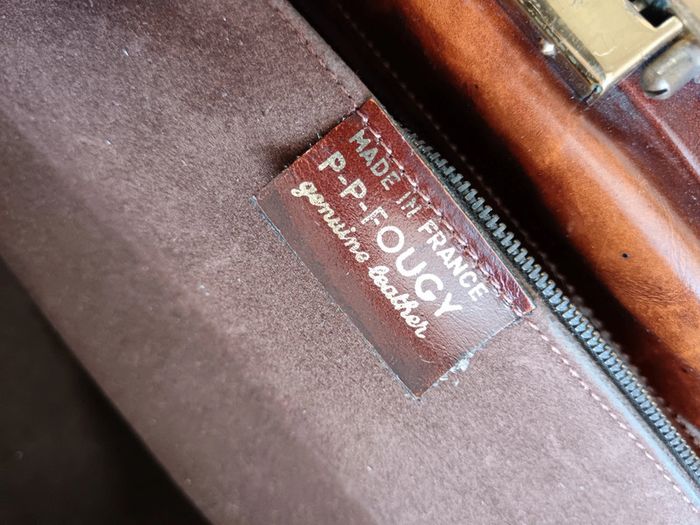 MADE IN FRANCE
P-P-FOUGY
genuine leather